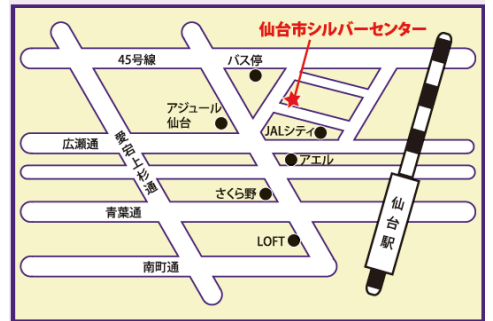 仙台市シルバーセンター
45号線
バス停
アジュール
仙台
JALシティ
広瀬通
愛宕上杉通
アエル
さくら野
青葉通
仙台駅
LOFT
南町通